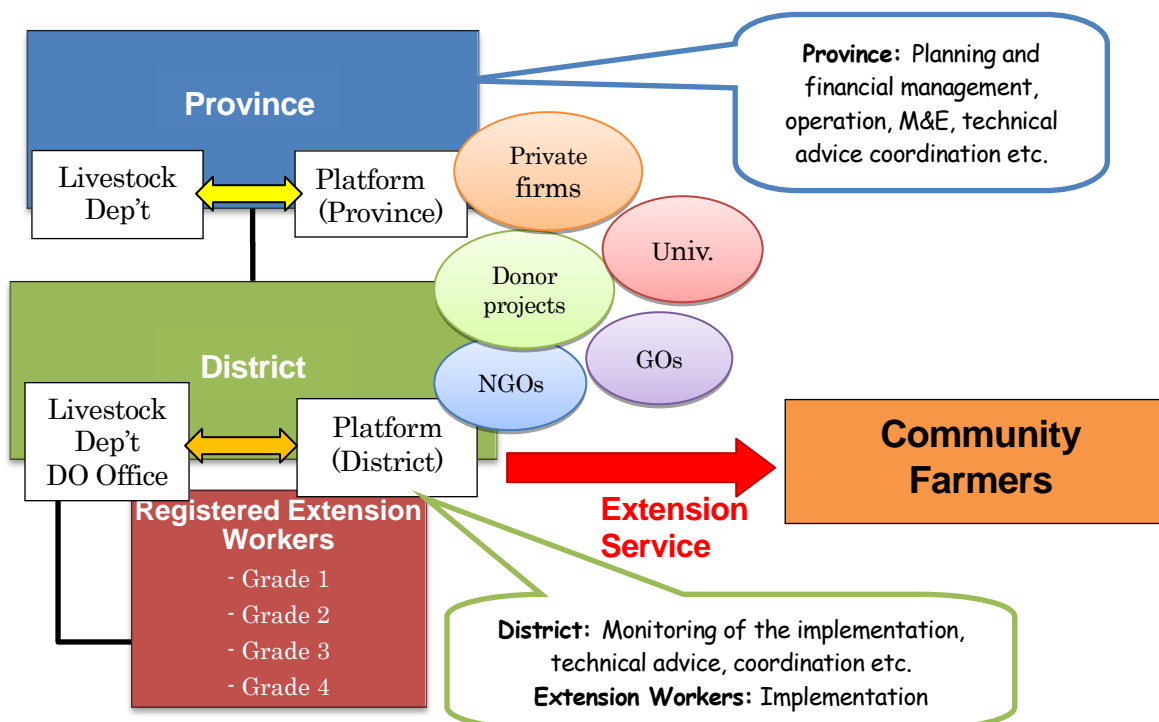 Province
Livestock
Dep't
Platform
(Province)
Province: Planning and
financial management,
operation, M&E, technical
advice coordination etc.
Private
firms
Univ.
Donor
projects
GOs
NGOs
District
Livestock
Dep't
DO Office
Platform
(District)
Registered Extension
Workers
- Grade 1
- Grade 2
- Grade 3
- Grade 4
Extension
Service
Community
Farmers
District: Monitoring of the implementation,
technical advice, coordination etc.
Extension Workers: Implementation